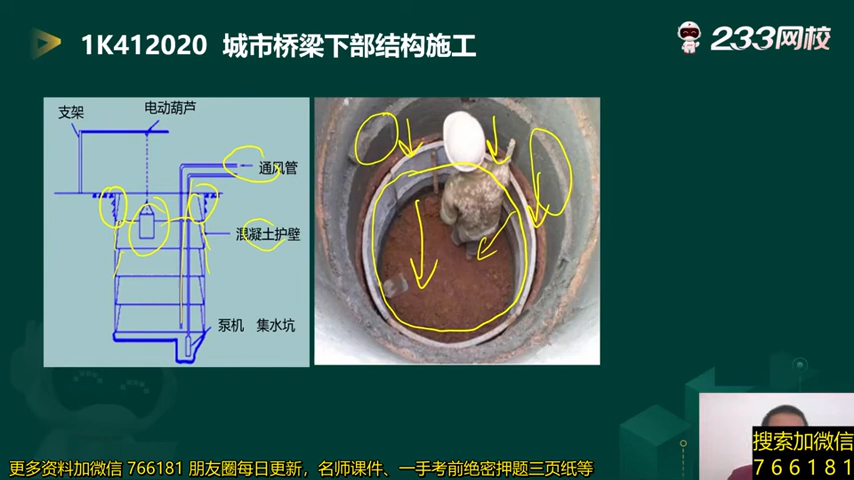 1K412020 城市桥梁下部结构施工
233网校
支架
电动葫芦
通风管
混凝土护壁
泵机 集水坑
搜索加微信
766181
更多资料加微信 766181 朋友圈每日更新，名师课件、一手考前绝密押题三页纸等